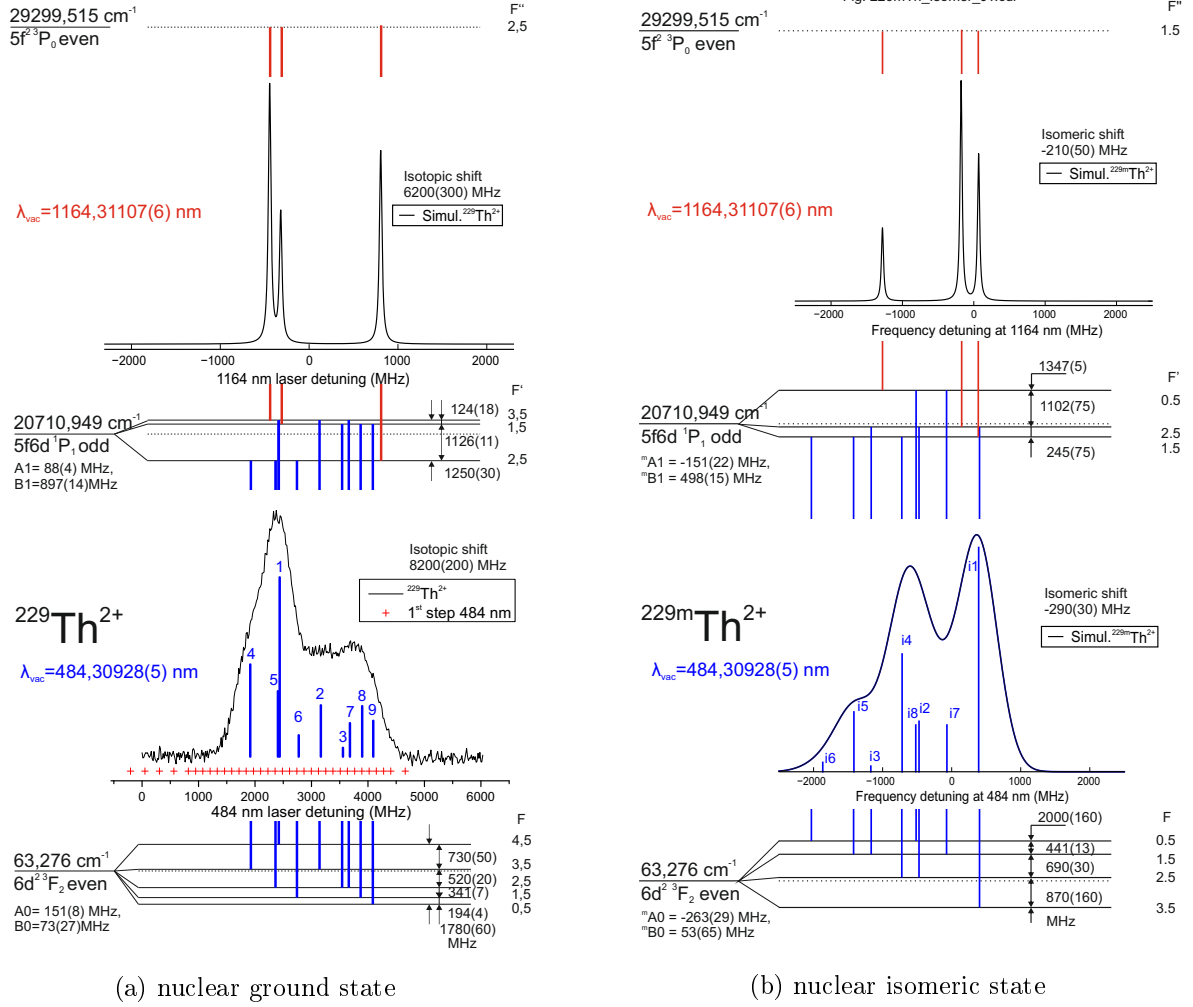 29299,515 cm-1
5f2 3P0 even
F“
2,5
Isotopic shift
6200(300) MHz
Simul.229Th2+
λvac=1164,31107(6) nm
−2000 −1000 0 1000 2000
1164 nm laser detuning (MHz)
20710,949 cm-1
5f6d 1P1 odd
A1= 88(4) MHz,
B1=897(14)MHz
124(18)
1126(11)
1250(30)
F‘
3,5
1,5
2,5
Isotopic shift
8200(200) MHz
229Th2+
1st step 484 nm
229Th2+
λvac=484,30928(5) nm
1
4
5
6
2
3
7
8
9
0 1000 2000 3000 4000 5000 6000
484 nm laser detuning (MHz)
63,276 cm-1
6d2 3F2 even
A0= 151(8) MHz,
B0=73(27)MHz
730(50)
520(20)
341(7)
194(4)
1780(60)
MHz
F
4,5
3,5
2,5
1,5
0,5
(a) nuclear ground state
29299,515 cm-1
5f2 3P0 even
F"
1.5
Isomeric shift
-210(50) MHz
Simul.229mTh2+
λvac=1164,31107(6) nm
−2000 −1000 0 1000 2000
Frequency detuning at 1164 nm (MHz)
20710,949 cm-1
5f6d 1P1 odd
mA1 = -151(22) MHz,
mB1 = 498(15) MHz
1347(5)
1102(75)
245(75)
F'
0.5
2.5
1.5
Isomeric shift
-290(30) MHz
Simul.229mTh2+
229mTh2+
λvac=484,30928(5) nm
i1
i4
i5
i8
i2
i7
i6
i3
−2000 −1000 0 1000 2000
Frequency detuning at 484 nm (MHz)
63,276 cm-1
6d2 3F2 even
mA0 = -263(29) MHz,
mB0 = 53(65) MHz
2000(160)
441(13)
690(30)
870(160)
MHz
F
0.5
1.5
2.5
3.5
(b) nuclear isomeric state